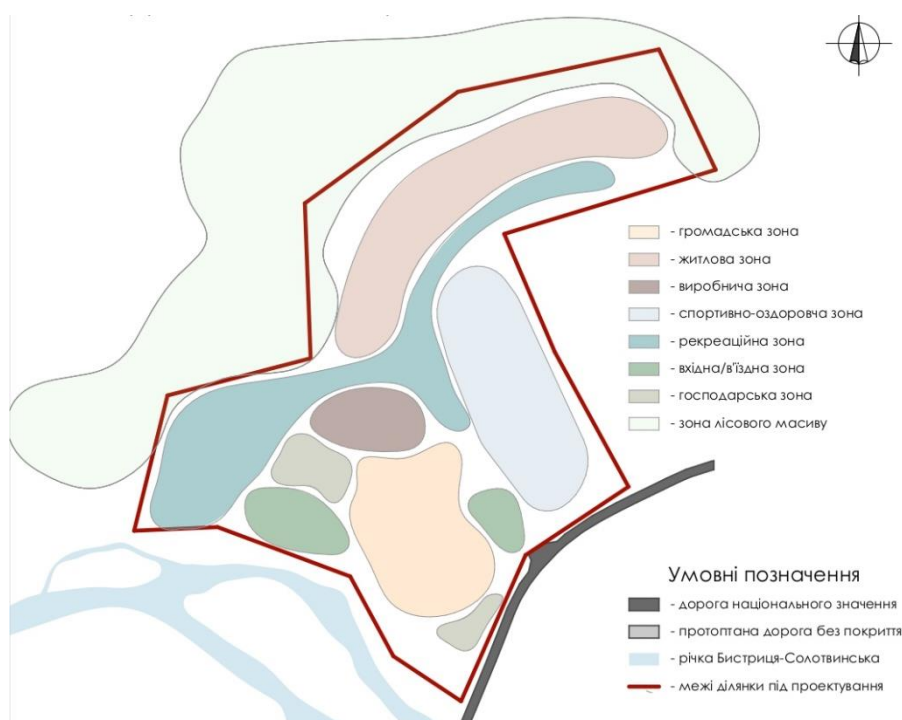 - громадська зона
- житлова зона
- виробнича зона
- спортивно-оздоровча зона
- рекреаційна зона
- вхідна/в'їздна зона
- господарська зона
- зона лісового масиву
Умовні позначення
- дорога національного значення
- протоптана дорога без покриття
- річка Бистриця-Солотвинська
- межі ділянки під проектування